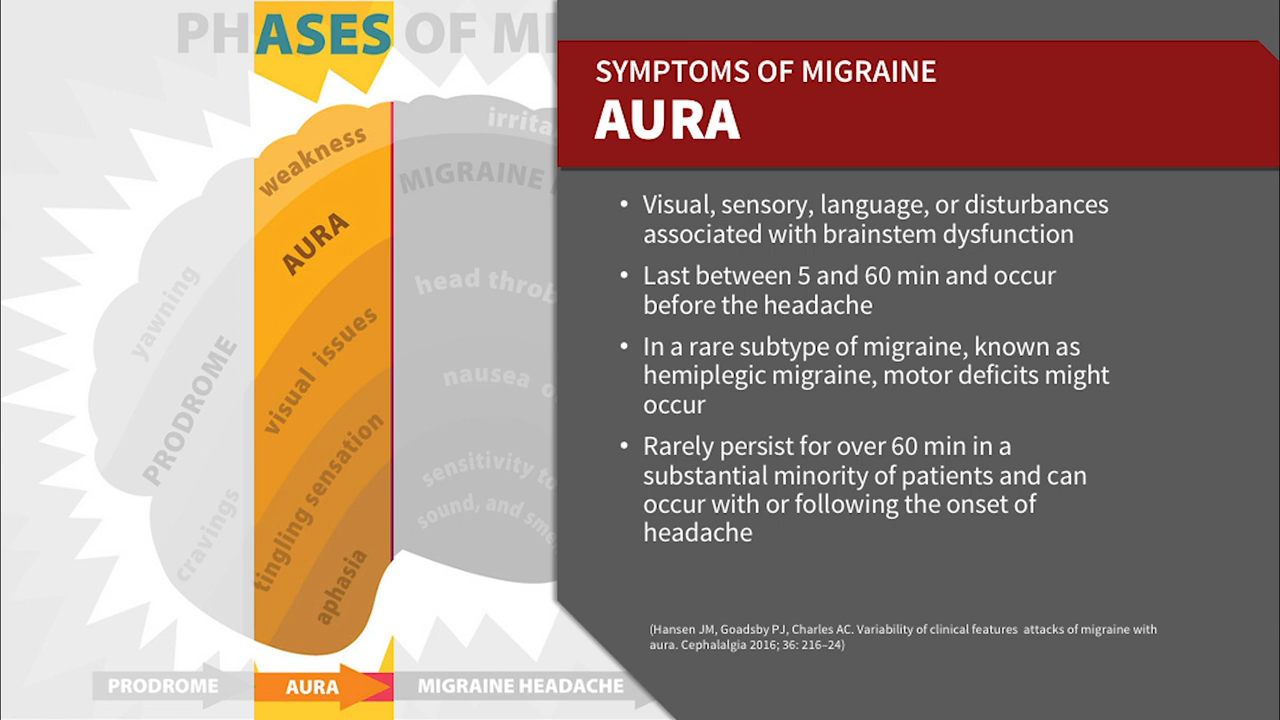 PHASES OF MI
weakness
AURA
visual issues
tingling sensation
aphasia
yawning
PRODROME
cravings
irrita
MIGRAINE
head throb
nausea o
sensitivity to
sound, and sme
PRODROME
AURA
MIGRAINE HEADACHE
SYMPTOMS OF MIGRAINE
AURA
• Visual, sensory, language, or disturbances
associated with brainstem dysfunction
• Last between 5 and 60 min and occur
before the headache
• In a rare subtype of migraine, known as
hemiplegic migraine, motor deficits might
occur
• Rarely persist for over 60 min in a
substantial minority of patients and can
occur with or following the onset of
headache
(Hansen JM, Goadsby PJ, Charles AC. Variability of clinical features attacks of migraine with
aura. Cephalalgia 2016; 36: 216–24)